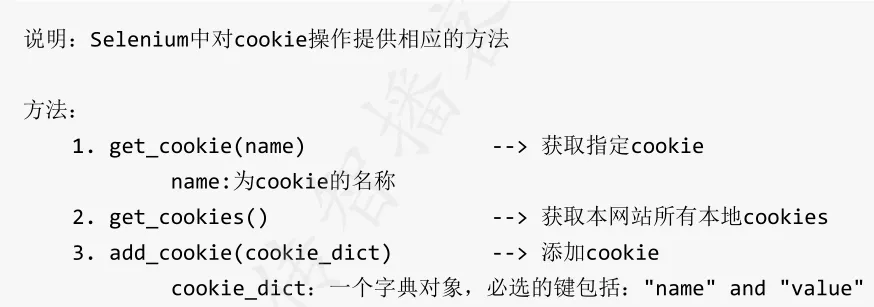 说明：Selenium中对cookie操作提供相应的方法
方法：
1. get_cookie(name) --> 获取指定cookie
name:为cookie的名称
2. get_cookies() --> 获取本网站所有本地cookies
3. add_cookie(cookie_dict) --> 添加cookie
cookie_dict：一个字典对象，必选的键包括："name" and "value"